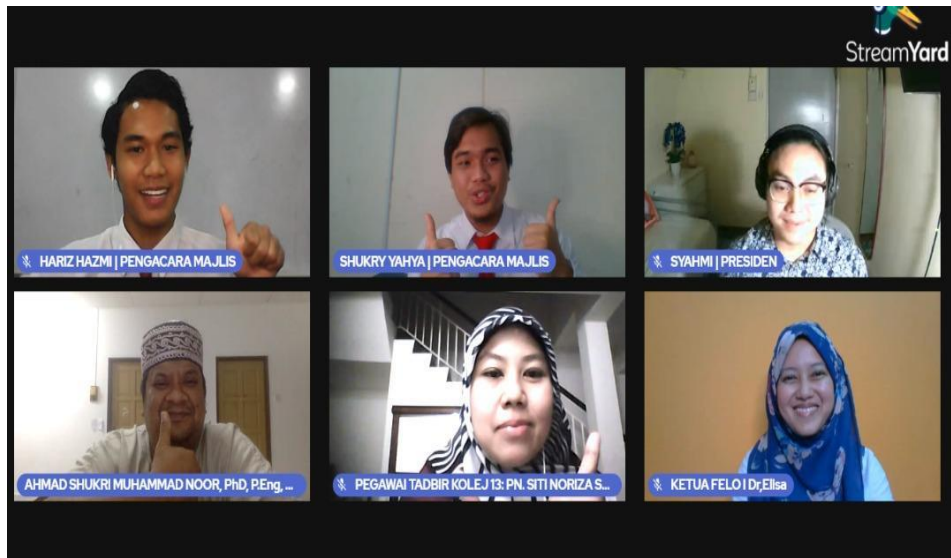 StreamYard
HARIZ HAZMI | PENGACARA MAJLIS
SHUKRY YAHYA | PENGACARA MAJLIS
SYAHMI | PRESIDEN
AHMAD SHUKRI MUHAMMAD NOOR, PhD, P.Eng, ...
PEGAWAI TADBIR KOLEJ 13: PN. SITI NORIZA S...
KETUA FELO I Dr,Elisa